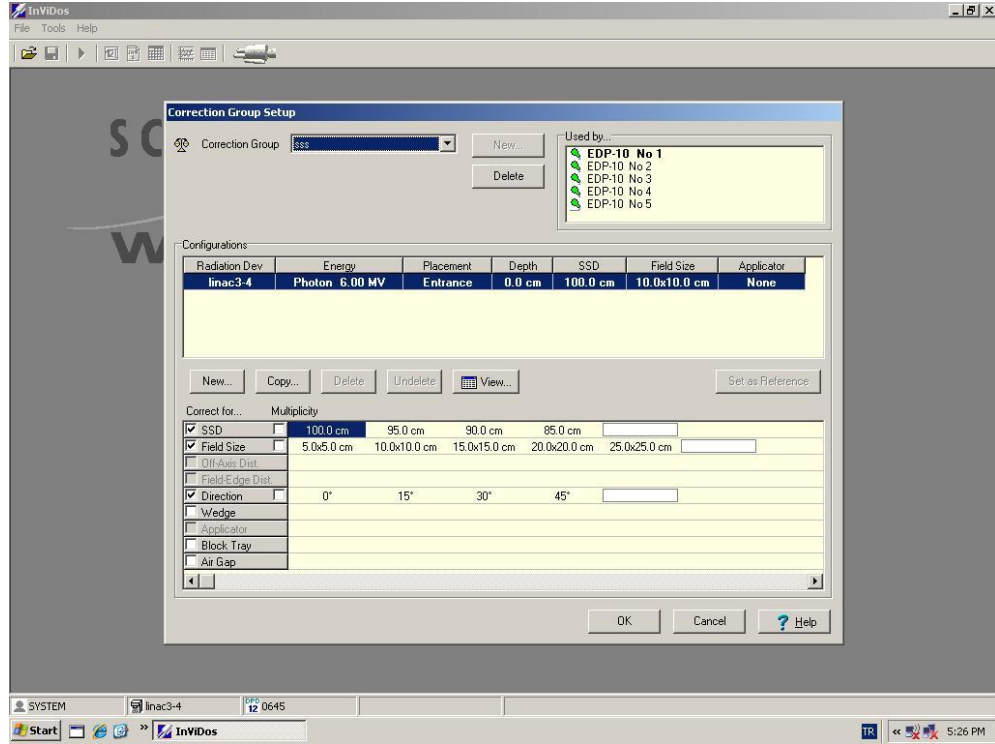 InViDos
File Tools Help
SC
W
Correction Group Setup
Correction Group sss New... Delete
Used by...
EDP-10 No 1
EDP-10 No 2
EDP-10 No 3
EDP-10 No 4
EDP-10 No 5
Configurations
Radiation Dev Energy Placement Depth SSD Field Size Applicator
linac3-4 Photon 6.00 MV Entrance 0.0 cm 100.0 cm 10.0x10.0 cm None
New... Copy... Delete Undelete View... Set as Reference
Correct for... Multiplicity
SSD 100.0 cm 95.0 cm 90.0 cm 85.0 cm
Field Size 5.0x5.0 cm 10.0x10.0 cm 15.0x15.0 cm 20.0x20.0 cm 25.0x25.0 cm
Off-Axis Dist.
Field-Edge Dist.
Direction 0° 15° 30° 45°
Wedge
Applicator
Block Tray
Air Gap
OK Cancel ? Help
SYSTEM linac3-4 DPD 12 0645
Start » InViDos TR « 5:26 PM